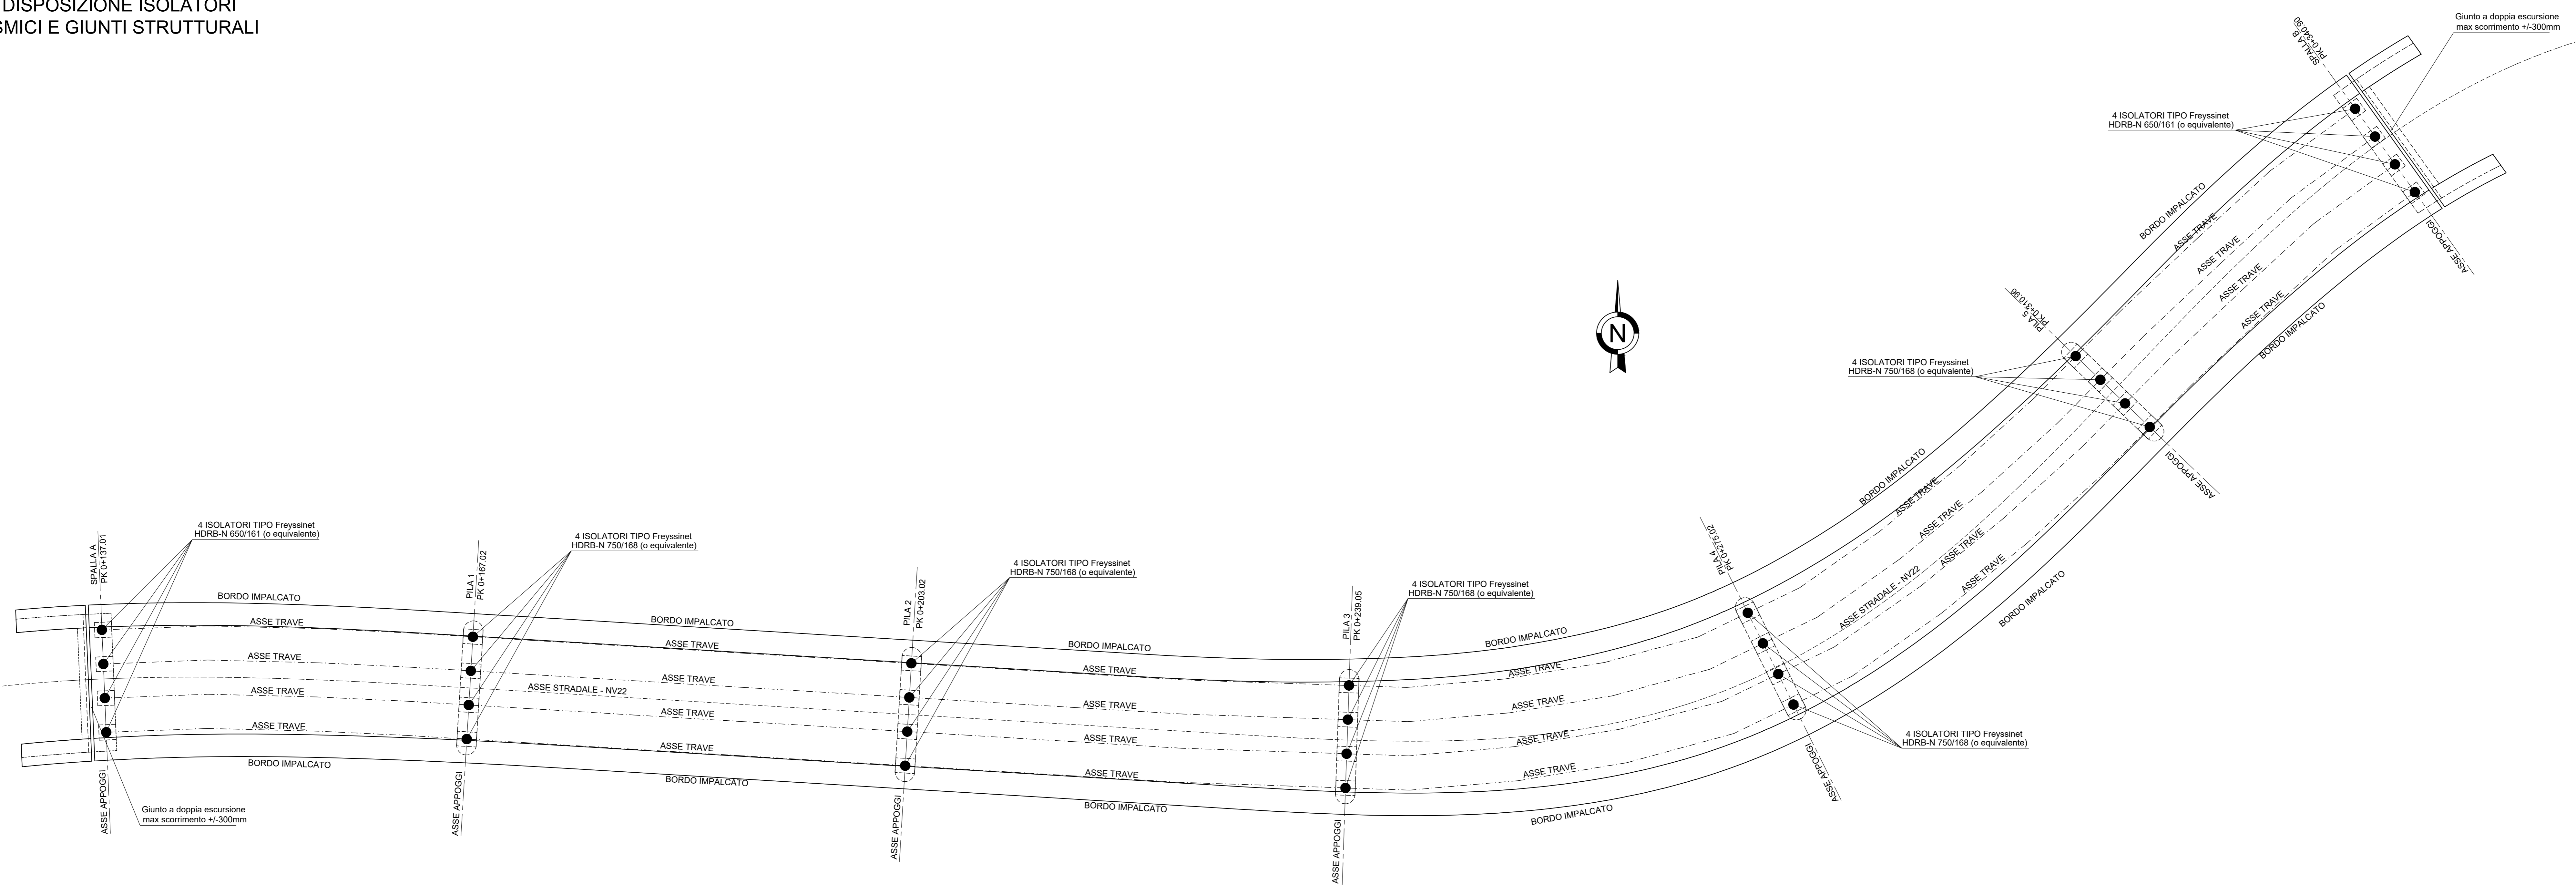 DISPOSIZIONE ISOLATORI
SMICI E GIUNTI STRUTTURALI
Giunto a doppia escursione
max scorrimento +/-300mm
SPALLA B
PK 0+340.90
4 ISOLATORI TIPO Freyssinet
HDRB-N 650/161 (o equivalente)
BORDO IMPALCATO
ASSE TRAVE
ASSE TRAVE
ASSE TRAVE
ASSE TRAVE
BORDO IMPALCATO
ASSE APPOGGI
PILA 5
PK 0+310.96
4 ISOLATORI TIPO Freyssinet
HDRB-N 750/168 (o equivalente)
ASSE APPOGGI
N
BORDO IMPALCATO
ASSE TRAVE
ASSE TRAVE
ASSE TRAVE
ASSE TRAVE
ASSE STRADALE - NV22
BORDO IMPALCATO
PILA 4
PK 0+275.02
4 ISOLATORI TIPO Freyssinet
HDRB-N 750/168 (o equivalente)
ASSE APPOGGI
SPALLA A
PK 0+137.01
4 ISOLATORI TIPO Freyssinet
HDRB-N 650/161 (o equivalente)
PILA 1
PK 0+167.02
4 ISOLATORI TIPO Freyssinet
HDRB-N 750/168 (o equivalente)
PILA 2
PK 0+203.02
4 ISOLATORI TIPO Freyssinet
HDRB-N 750/168 (o equivalente)
PILA 3
PK 0+239.05
4 ISOLATORI TIPO Freyssinet
HDRB-N 750/168 (o equivalente)
BORDO IMPALCATO
BORDO IMPALCATO
BORDO IMPALCATO
BORDO IMPALCATO
ASSE TRAVE
ASSE TRAVE
ASSE TRAVE
ASSE TRAVE
ASSE TRAVE
ASSE TRAVE
ASSE TRAVE
ASSE TRAVE
ASSE STRADALE - NV22
ASSE TRAVE
ASSE TRAVE
ASSE TRAVE
ASSE TRAVE
ASSE TRAVE
ASSE TRAVE
ASSE TRAVE
ASSE TRAVE
BORDO IMPALCATO
BORDO IMPALCATO
BORDO IMPALCATO
BORDO IMPALCATO
Giunto a doppia escursione
max scorrimento +/-300mm
ASSE APPOGGI
ASSE APPOGGI
ASSE APPOGGI
ASSE APPOGGI